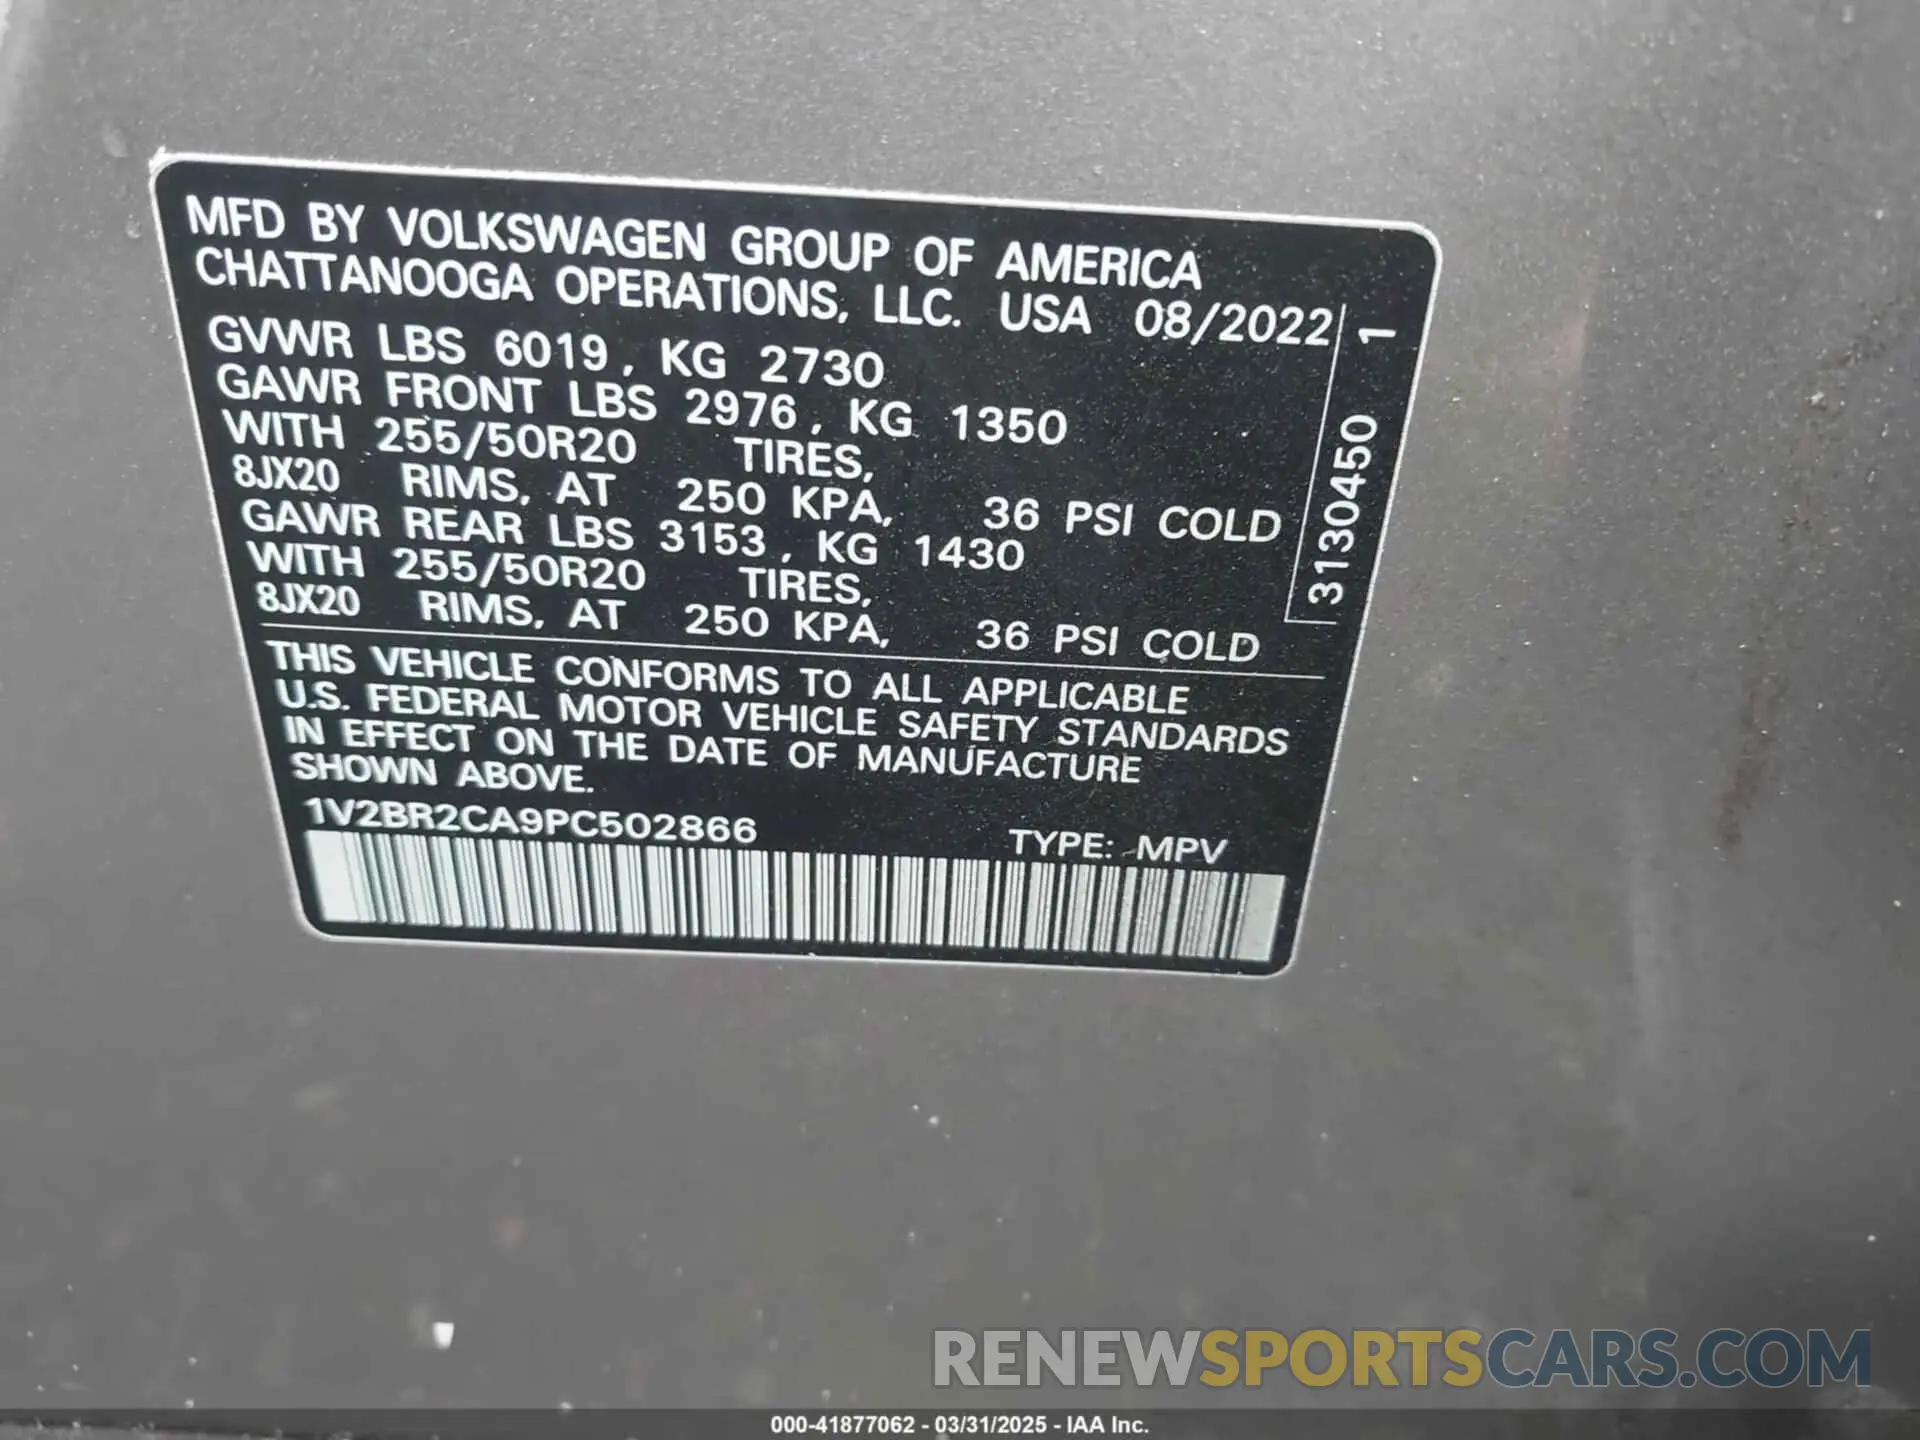 MFD BY VOLKSWAGEN GROUP OF AMERICA
CHATTANOOGA OPERATIONS, LLC. USA 08/2022
GVWR LBS 6019, KG 2730
GAWR FRONT LBS 2976, KG 1350
WITH 255/50R20 TIRES,
8JX20 RIMS, AT 250 KPA, 36 PSI COLD
GAWR REAR LBS 3153, KG 1430
WITH 255/50R20 TIRES,
8JX20 RIMS, AT 250 KPA, 36 PSI COLD
3130450 1
THIS VEHICLE CONFORMS TO ALL APPLICABLE
U.S. FEDERAL MOTOR VEHICLE SAFETY STANDARDS
IN EFFECT ON THE DATE OF MANUFACTURE
SHOWN ABOVE.
1V2BR2CA9PC502866 TYPE: MPV
RENEWSPORTSCARS.COM
000-41877062 - 03/31/2025 - IAA Inc.